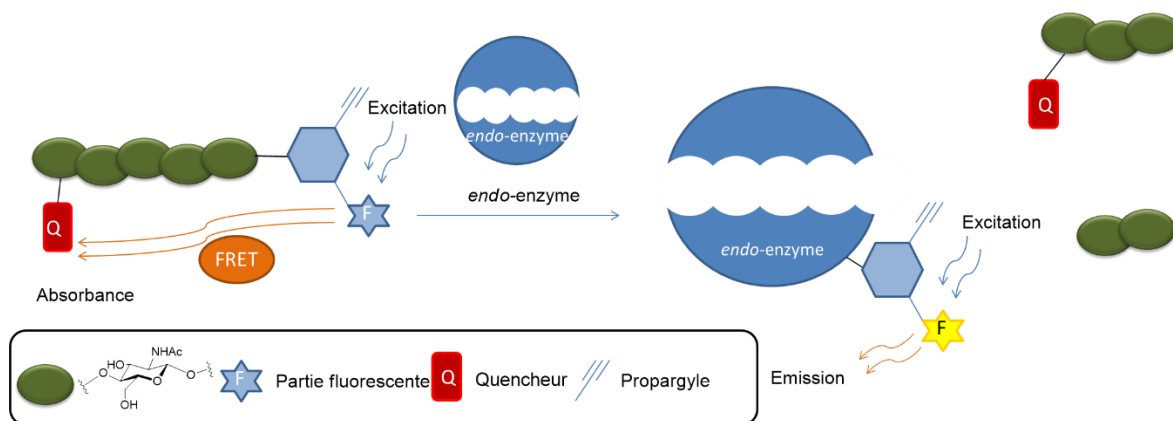 Excitation
endo-enzyme
Q
Q
F
endo-enzyme
FRET
Absorbance
endo-enzyme
Excitation
F
Emission
NHAc
HO
O
O
O
OH
F
Partie fluorescente
Q
Quencheur
Propargyle